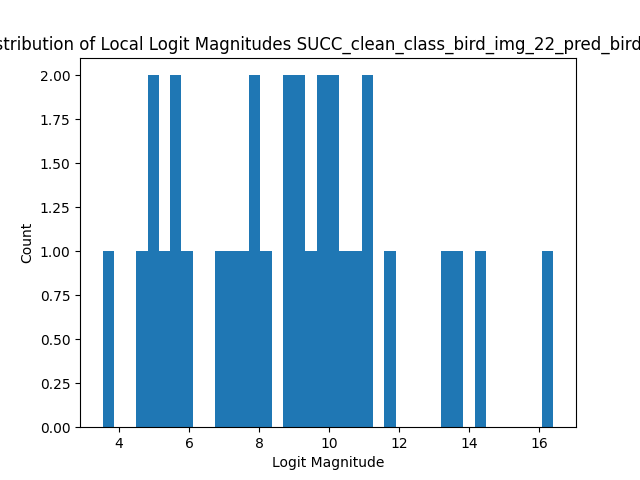 stribution of Local Logit Magnitudes SUCC_clean_class_bird_img_22_pred_bird
2.00
1.75
1.50
1.25
1.00
0.75
0.50
0.25
0.00
Count
4 6 8 10 12 14 16
Logit Magnitude